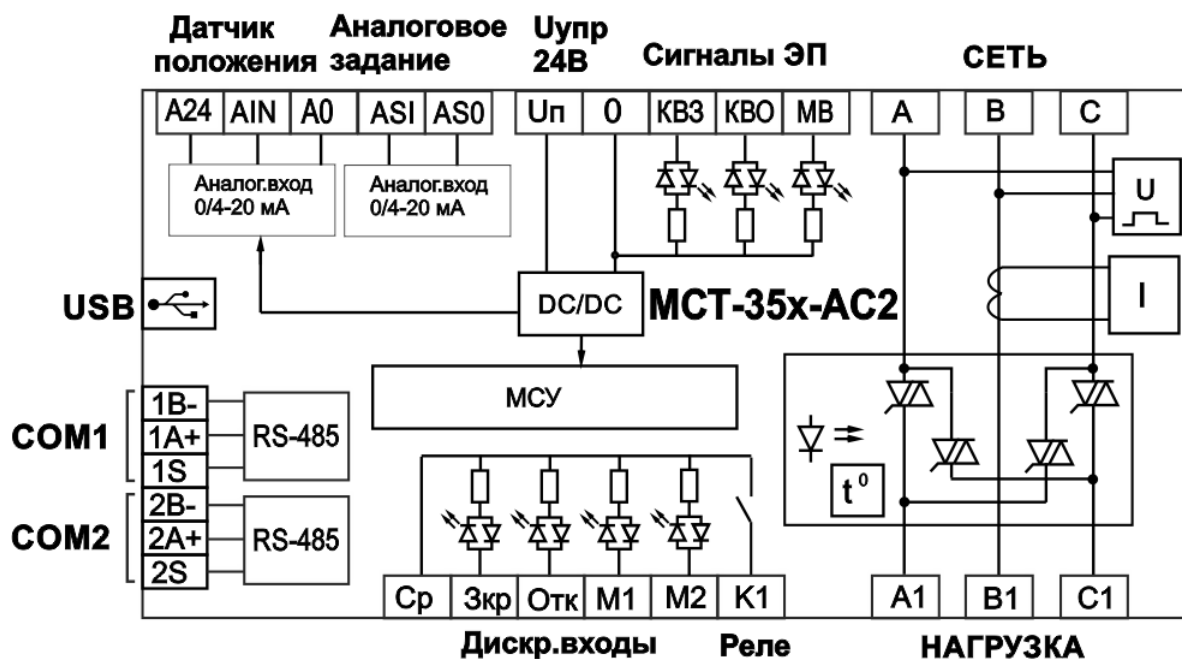 Датчик
положения
Аналоговое
задание
Uупр
24В
Сигналы ЭП
СЕТЬ
A24 AIN A0 ASI AS0 Uп 0 КВЗ КВО МВ A B C
Аналог.вход
0/4-20 мА
Аналог.вход
0/4-20 мА
U
I
USB
DC/DC
МСТ-35х-АС2
МСУ
COM1
1B-
1A+
1S
RS-485
COM2
2B-
2A+
2S
RS-485
t⁰
Ср Зкр Отк М1 М2 К1 A1 B1 C1
Дискр.входы
Реле
НАГРУЗКА